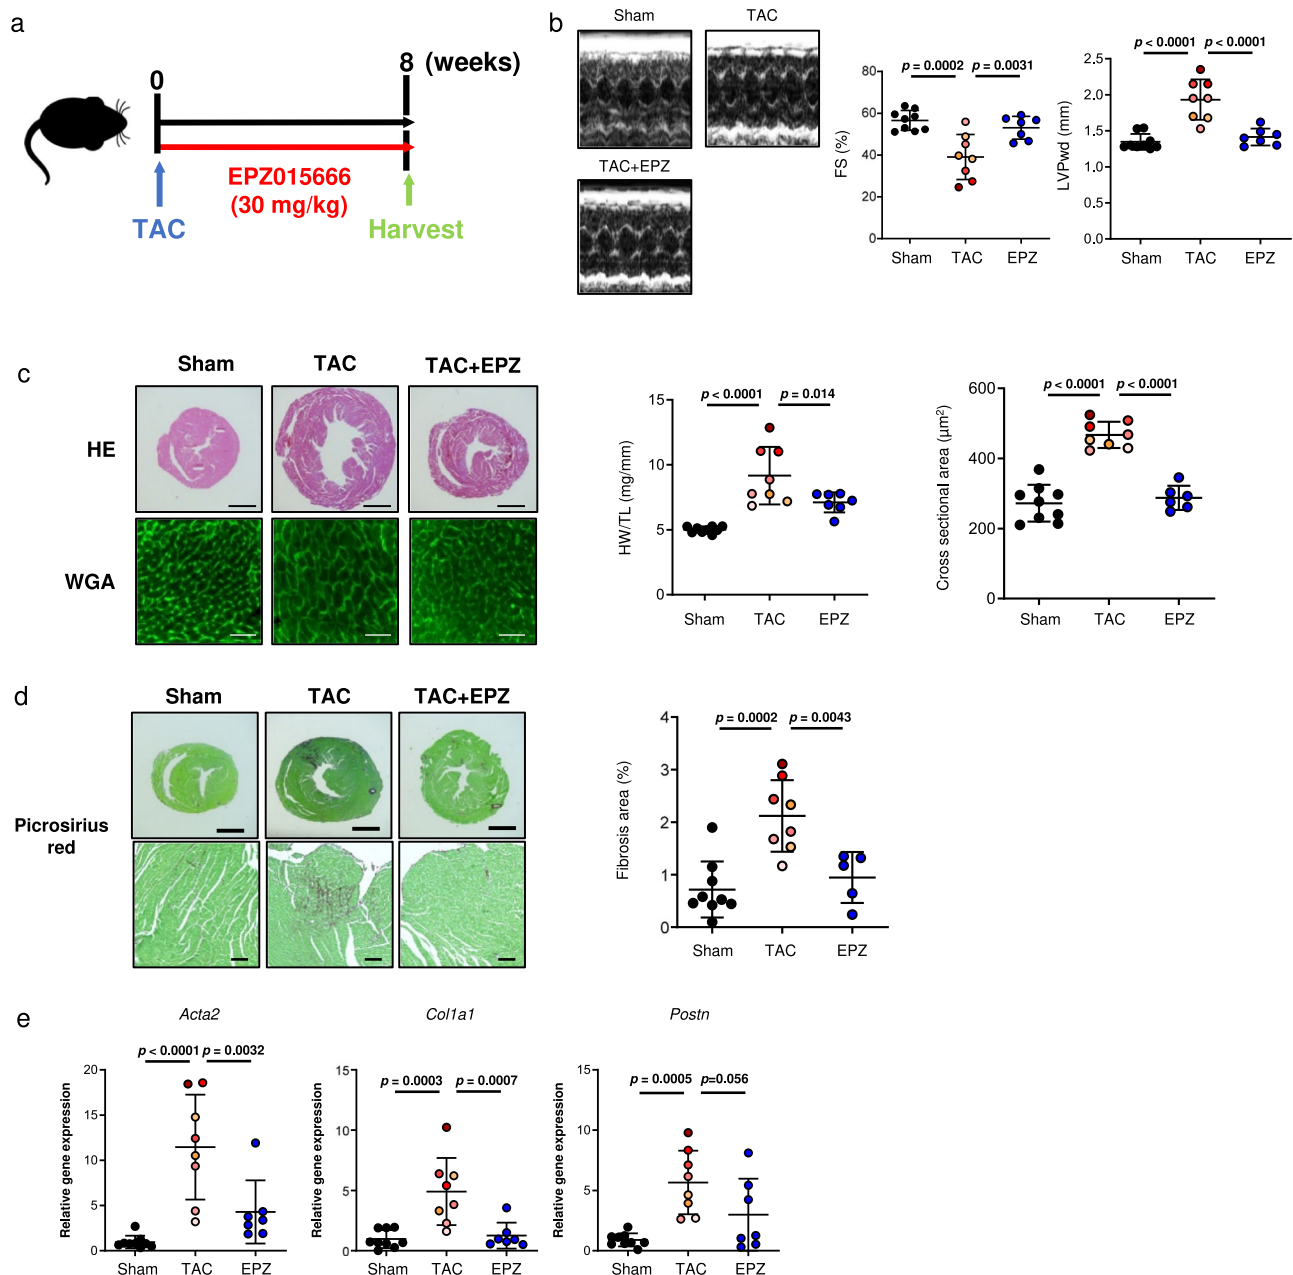 a
0
8 (weeks)
EPZ015666
(30 mg/kg)
TAC
Harvest
b
Sham
TAC
TAC+EPZ
p = 0.0002
p = 0.0031
80
60
40
20
0
FS (%)
Sham
TAC
EPZ
p < 0.0001
p < 0.0001
2.5
2.0
1.5
1.0
0.5
0.0
LVPwd (mm)
Sham
TAC
EPZ
c
Sham
TAC
TAC+EPZ
HE
WGA
p < 0.0001
p = 0.014
15
10
5
0
HW/TL (mg/mm)
Sham
TAC
EPZ
p < 0.0001
p < 0.0001
600
400
200
0
Cross sectional area (µm²)
Sham
TAC
EPZ
d
Sham
TAC
TAC+EPZ
Picrosirius
red
p = 0.0002
p = 0.0043
4
3
2
1
0
Fibrosis area (%)
Sham
TAC
EPZ
e
Acta2
p < 0.0001
p = 0.0032
20
15
10
5
0
Relative gene expression
Sham
TAC
EPZ
Col1a1
p = 0.0003
p = 0.0007
15
10
5
0
Relative gene expression
Sham
TAC
EPZ
Postn
p = 0.0005
p=0.056
15
10
5
0
Relative gene expression
Sham
TAC
EPZ